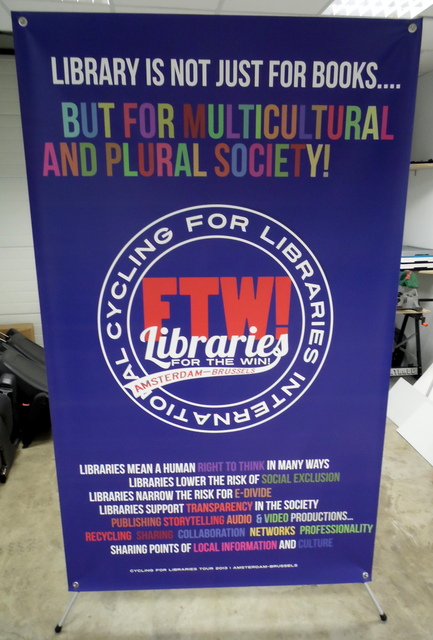 LIBRARY IS NOT JUST FOR BOOKS....
BUT FOR MULTICULTURAL
AND PLURAL SOCIETY!
CYCLING FOR LIBRARIES INTERNATIONAL
FTW!
Libraries
FOR THE WIN!
AMSTERDAM-BRUSSELS
LIBRARIES MEAN A HUMAN RIGHT TO THINK IN MANY WAYS
LIBRARIES LOWER THE RISK OF SOCIAL EXCLUSION
LIBRARIES NARROW THE RISK FOR E-DIVIDE
LIBRARIES SUPPORT TRANSPARENCY IN THE SOCIETY
PUBLISHING STORYTELLING AUDIO & VIDEO PRODUCTIONS...
RECYCLING SHARING COLLABORATION NETWORKS PROFESSIONALITY
SHARING POINTS OF LOCAL INFORMATION AND CULTURE
CYCLING FOR LIBRARIES TOUR 2013 | AMSTERDAM-BRUSSELS